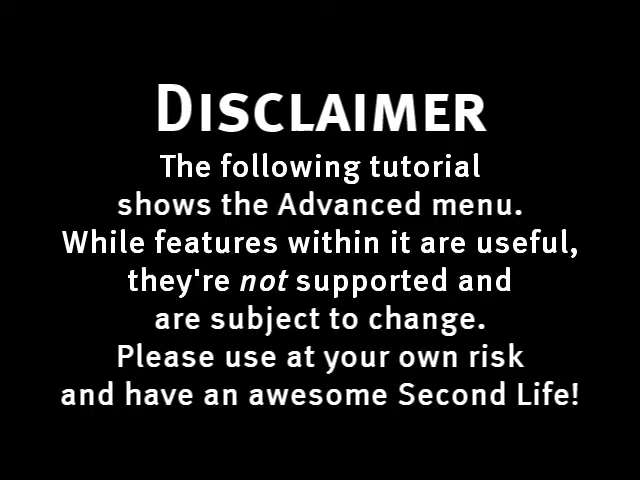 DISCLAIMER
The following tutorial
shows the Advanced menu.
While features within it are useful,
they're not supported and
are subject to change.
Please use at your own risk
and have an awesome Second Life!